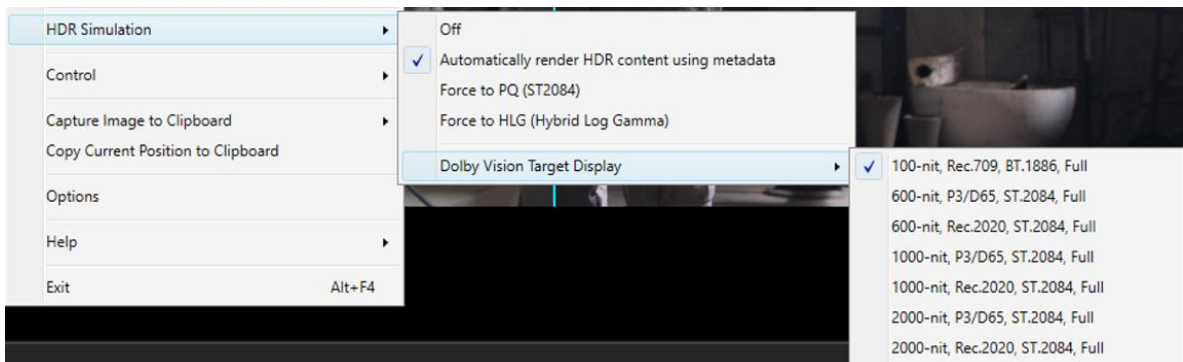 HDR Simulation
Control
Capture Image to Clipboard
Copy Current Position to Clipboard
Options
Help
Exit Alt+F4
Off
Automatically render HDR content using metadata
Force to PQ (ST2084)
Force to HLG (Hybrid Log Gamma)
Dolby Vision Target Display
100-nit, Rec.709, BT.1886, Full
600-nit, P3/D65, ST.2084, Full
600-nit, Rec.2020, ST.2084, Full
1000-nit, P3/D65, ST.2084, Full
1000-nit, Rec.2020, ST.2084, Full
2000-nit, P3/D65, ST.2084, Full
2000-nit, Rec.2020, ST.2084, Full